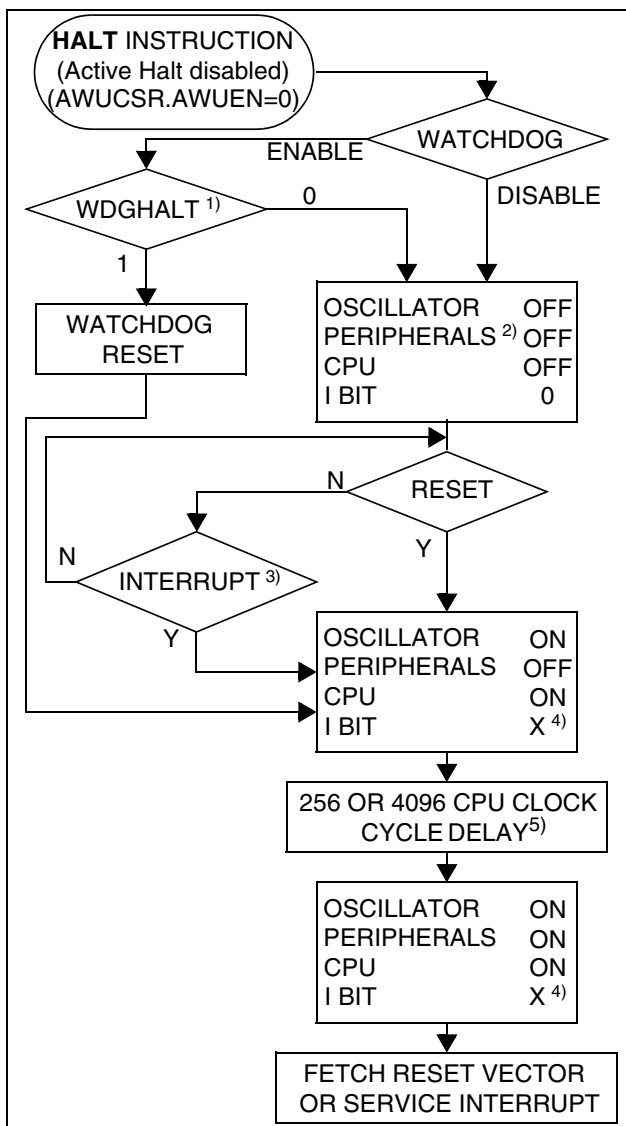 HALT INSTRUCTION
(Active Halt disabled)
(AWUCSR.AWUEN=0)
WATCHDOG
ENABLE
DISABLE
WDGHALT 1)
0
1
WATCHDOG
RESET
OSCILLATOR OFF
PERIPHERALS 2) OFF
CPU OFF
I BIT 0
RESET
N
Y
INTERRUPT 3)
N
Y
OSCILLATOR ON
PERIPHERALS OFF
CPU ON
I BIT X 4)
256 OR 4096 CPU CLOCK
CYCLE DELAY5)
OSCILLATOR ON
PERIPHERALS ON
CPU ON
I BIT X 4)
FETCH RESET VECTOR
OR SERVICE INTERRUPT